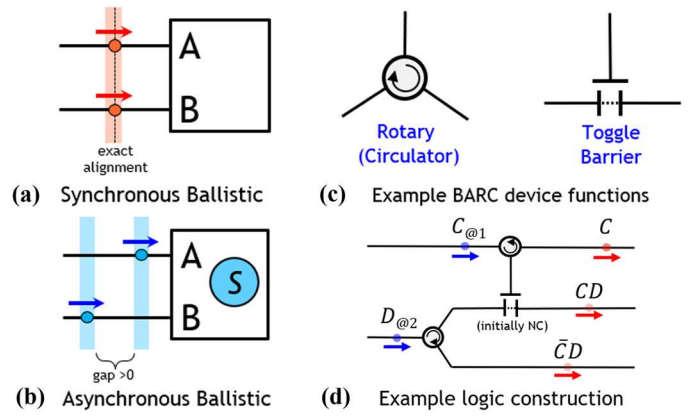 A
B
exact
alignment
(a) Synchronous Ballistic
Rotary
(Circulator)
Toggle
Barrier
(c) Example BARC device functions
A
S
B
gap >0
(b) Asynchronous Ballistic
C@1
C
D@2
CD
(initially NC)
C̄D
(d) Example logic construction